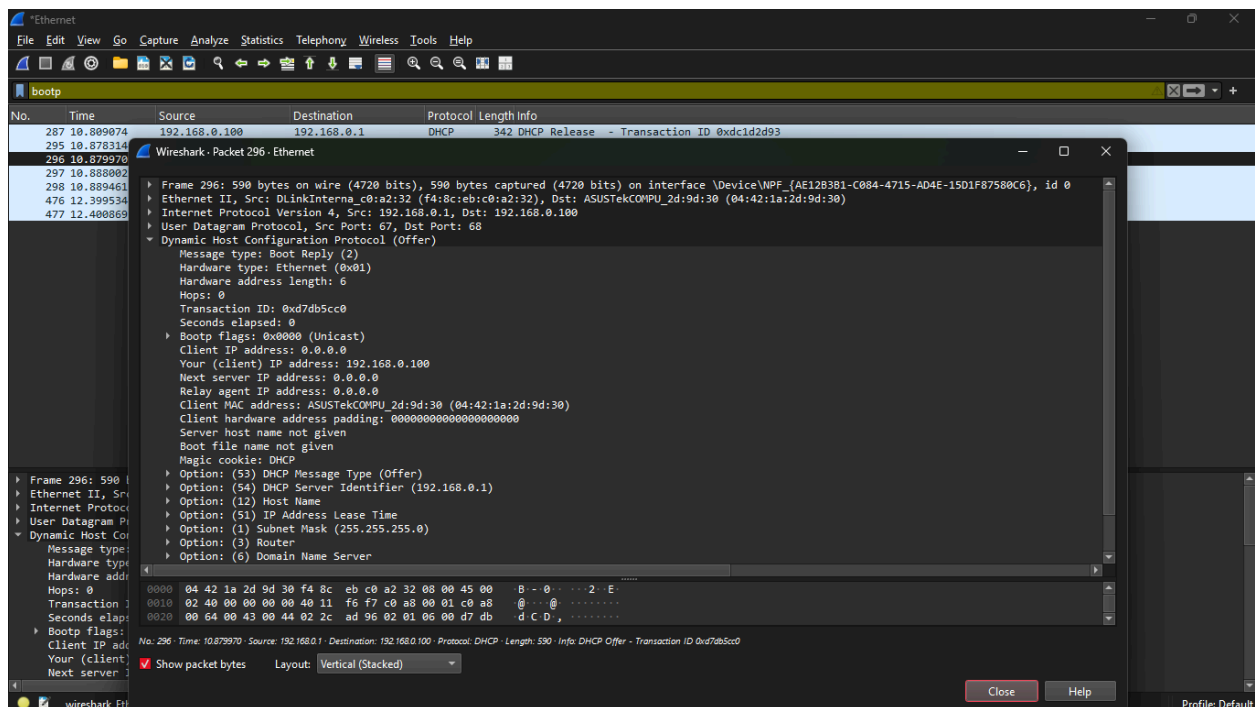 *Ethernet
File Edit View Go Capture Analyze Statistics Telephony Wireless Tools Help
bootp
No. Time Source Destination Protocol Length Info
287 10.809074 192.168.0.100 192.168.0.1 DHCP 342 DHCP Release - Transaction ID 0xdc1d2d93
295 10.878314
296 10.879970
297 10.888002
298 10.889461
476 12.399534
477 12.400869
Wireshark · Packet 296 · Ethernet
Frame 296: 590 bytes on wire (4720 bits), 590 bytes captured (4720 bits) on interface \Device\NPF_{AE12B3B1-C084-4715-AD4E-15D1F87580C6}, id 0
Ethernet II, Src: DLinkInterna_c0:a2:32 (f4:8c:eb:c0:a2:32), Dst: ASUSTekCOMPU_2d:9d:30 (04:42:1a:2d:9d:30)
Internet Protocol Version 4, Src: 192.168.0.1, Dst: 192.168.0.100
User Datagram Protocol, Src Port: 67, Dst Port: 68
Dynamic Host Configuration Protocol (Offer)
Message type: Boot Reply (2)
Hardware type: Ethernet (0x01)
Hardware address length: 6
Hops: 0
Transaction ID: 0xd7db5cc0
Seconds elapsed: 0
Bootp flags: 0x0000 (Unicast)
Client IP address: 0.0.0.0
Your (client) IP address: 192.168.0.100
Next server IP address: 0.0.0.0
Relay agent IP address: 0.0.0.0
Client MAC address: ASUSTekCOMPU_2d:9d:30 (04:42:1a:2d:9d:30)
Client hardware address padding: 00000000000000000000
Server host name not given
Boot file name not given
Magic cookie: DHCP
Option: (53) DHCP Message Type (Offer)
Option: (54) DHCP Server Identifier (192.168.0.1)
Option: (12) Host Name
Option: (51) IP Address Lease Time
Option: (1) Subnet Mask (255.255.255.0)
Option: (3) Router
Option: (6) Domain Name Server
0000 04 42 1a 2d 9d 30 f4 8c eb c0 a2 32 08 00 45 00 ·B·-·0·· ···2··E·
0010 02 40 00 00 00 00 40 11 f6 f7 c0 a8 00 01 c0 a8 ·@····@· ········
0020 00 64 00 43 00 44 02 2c ad 96 02 01 06 00 d7 db ·d·C·D·, ········
No.: 296 · Time: 10.879970 · Source: 192.168.0.1 · Destination: 192.168.0.100 · Protocol: DHCP · Length: 590 · Info: DHCP Offer - Transaction ID 0xd7db5cc0
Show packet bytes Layout: Vertical (Stacked)
Close Help
Frame 296: 590
Ethernet II, Sr
Internet Protoc
User Datagram P
Dynamic Host Co
Message type:
Hardware type
Hardware addr
Hops: 0
Transaction
Seconds elaps
Bootp flags:
Client IP add
Your (client)
Next server
wireshark_Eth
Profile: Default